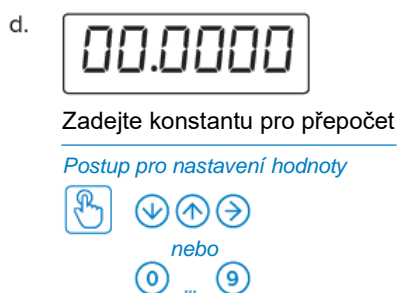 d.
00.0000
Zadejte konstantu pro přepočet
Postup pro nastavení hodnoty
nebo
0 ... 9